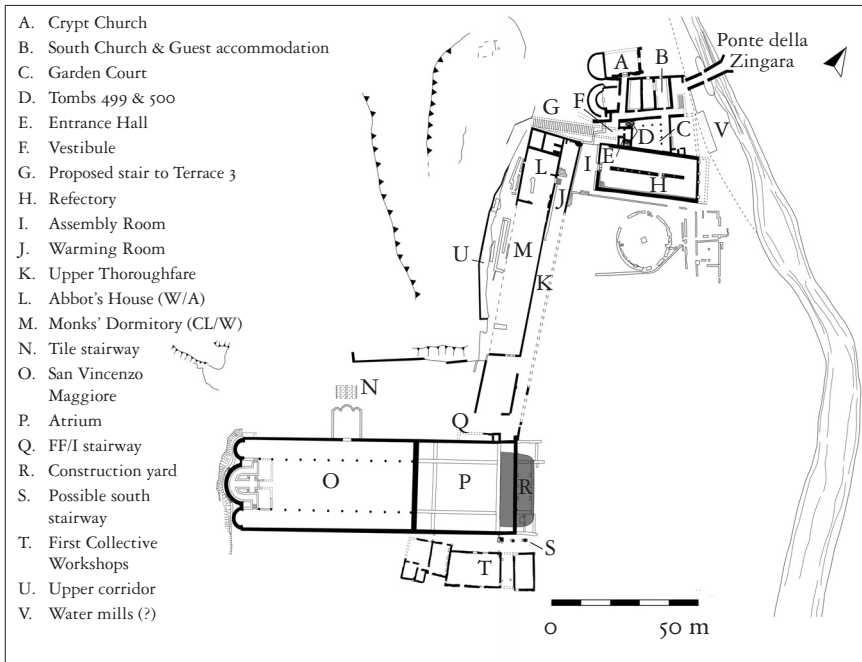 A. Crypt Church
B. South Church & Guest accommodation
C. Garden Court
D. Tombs 499 & 500
E. Entrance Hall
F. Vestibule
G. Proposed stair to Terrace 3
H. Refectory
I. Assembly Room
J. Warming Room
K. Upper Thoroughfare
L. Abbot's House (W/A)
M. Monks' Dormitory (CL/W)
N. Tile stairway
O. San Vincenzo
Maggiore
P. Atrium
Q. FF/I stairway
R. Construction yard
S. Possible south
stairway
T. First Collective
Workshops
U. Upper corridor
V. Water mills (?)
Ponte della
Zingara
A
B
G
F
D
C
V
E
I
H
L
J
U
M
K
N
Q
O
P
R
S
T
0 50 m